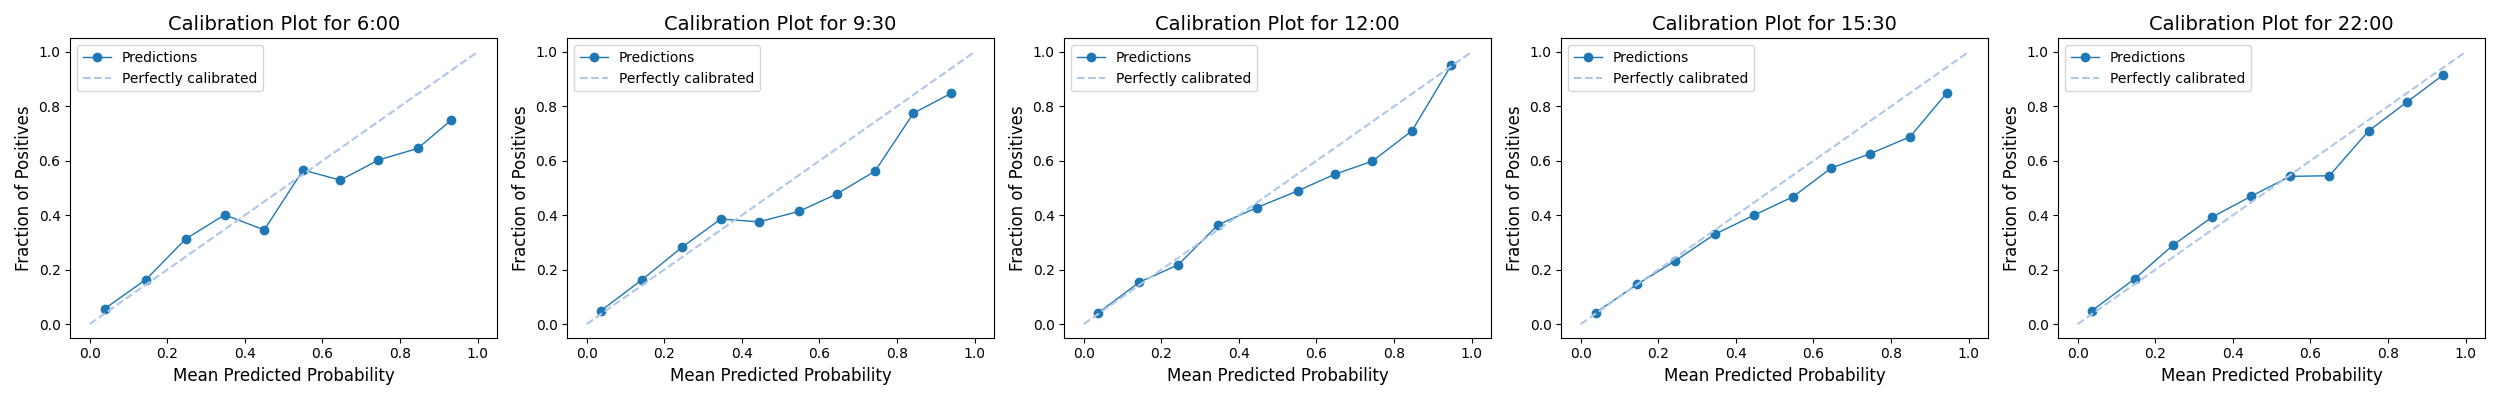 Calibration Plot for 6:00
Predictions
Perfectly calibrated
1.0
0.8
0.6
0.4
0.2
0.0
Fraction of Positives
0.0 0.2 0.4 0.6 0.8 1.0
Mean Predicted Probability
Calibration Plot for 9:30
Predictions
Perfectly calibrated
1.0
0.8
0.6
0.4
0.2
0.0
Fraction of Positives
0.0 0.2 0.4 0.6 0.8 1.0
Mean Predicted Probability
Calibration Plot for 12:00
Predictions
Perfectly calibrated
1.0
0.8
0.6
0.4
0.2
0.0
Fraction of Positives
0.0 0.2 0.4 0.6 0.8 1.0
Mean Predicted Probability
Calibration Plot for 15:30
Predictions
Perfectly calibrated
1.0
0.8
0.6
0.4
0.2
0.0
Fraction of Positives
0.0 0.2 0.4 0.6 0.8 1.0
Mean Predicted Probability
Calibration Plot for 22:00
Predictions
Perfectly calibrated
1.0
0.8
0.6
0.4
0.2
0.0
Fraction of Positives
0.0 0.2 0.4 0.6 0.8 1.0
Mean Predicted Probability